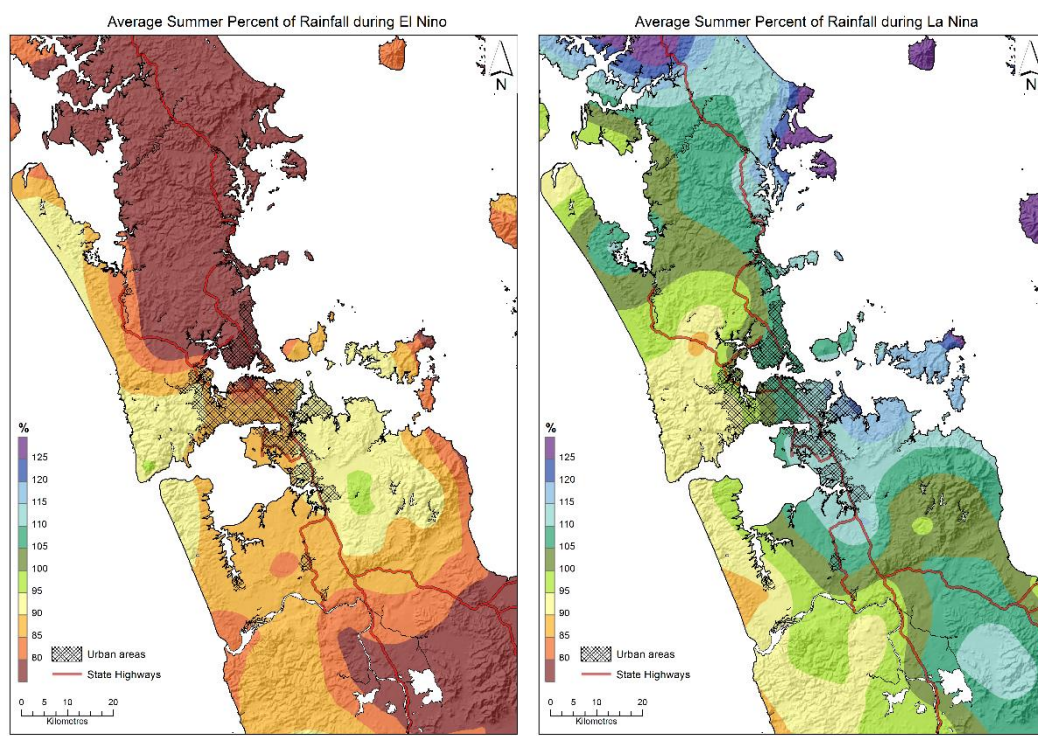 Average Summer Percent of Rainfall during El Nino
N
%
125
120
115
110
105
100
95
90
85
80
Urban areas
State Highways
0 5 10 20
Kilometros
Average Summer Percent of Rainfall during La Nina
N
%
125
120
115
110
105
100
95
90
85
80
Urban areas
State Highways
0 5 10 20
Kilometros